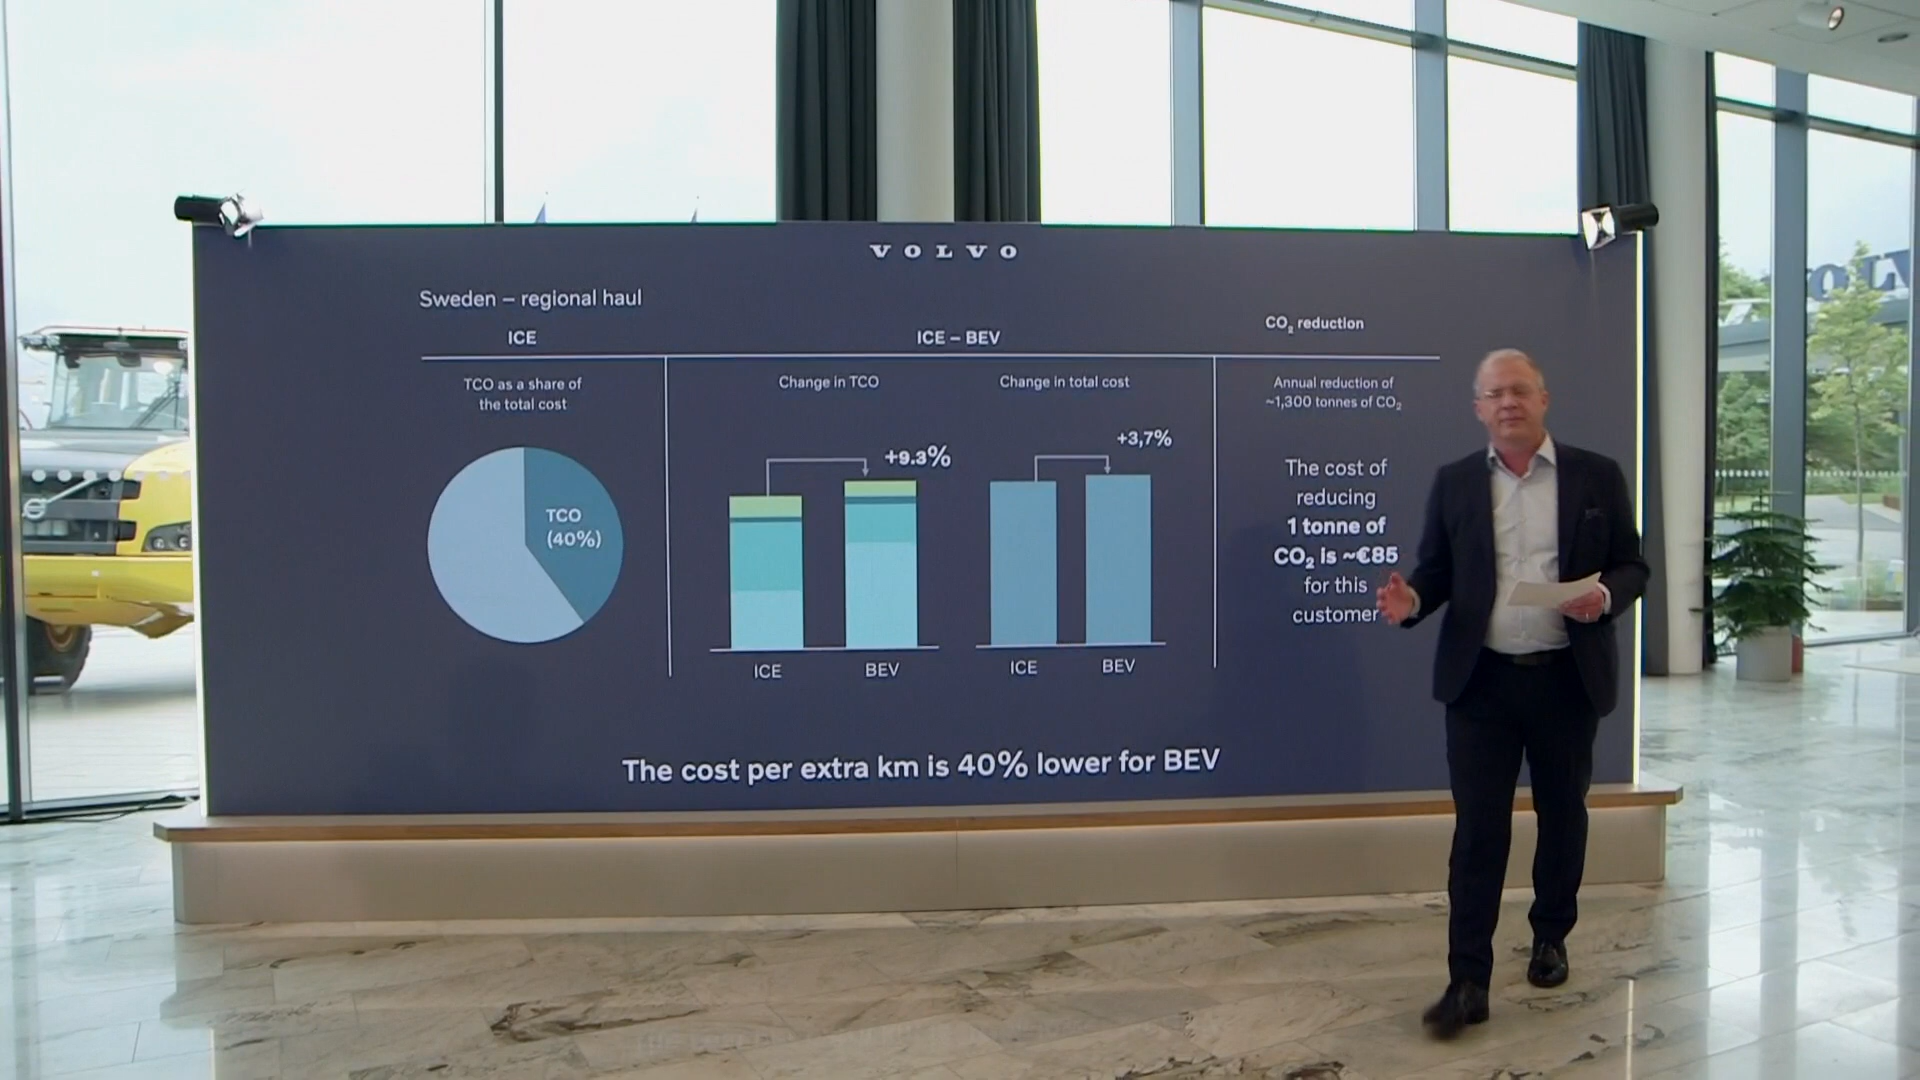 VOLVO
Sweden – regional haul
ICE
ICE – BEV
CO₂ reduction
TCO as a share of
the total cost
TCO
(40%)
Change in TCO
+9.3%
ICE
BEV
Change in total cost
+3,7%
ICE
BEV
Annual reduction of
~1,300 tonnes of CO₂
The cost of
reducing
1 tonne of
CO₂ is ~€85
for this
customer
The cost per extra km is 40% lower for BEV